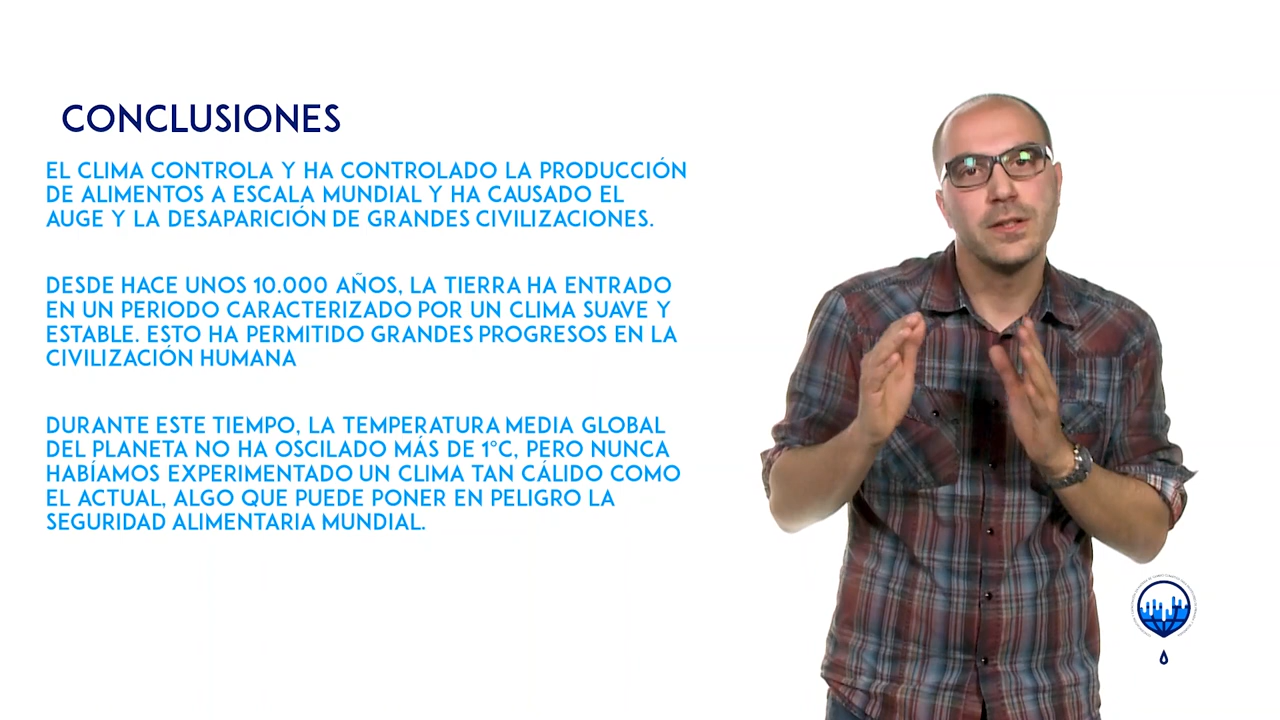 CONCLUSIONES
EL CLIMA CONTROLA Y HA CONTROLADO LA PRODUCCIÓN
DE ALIMENTOS A ESCALA MUNDIAL Y HA CAUSADO EL
AUGE Y LA DESAPARICIÓN DE GRANDES CIVILIZACIONES.
DESDE HACE UNOS 10.000 AÑOS, LA TIERRA HA ENTRADO
EN UN PERIODO CARACTERIZADO POR UN CLIMA SUAVE Y
ESTABLE. ESTO HA PERMITIDO GRANDES PROGRESOS EN LA
CIVILIZACIÓN HUMANA
DURANTE ESTE TIEMPO, LA TEMPERATURA MEDIA GLOBAL
DEL PLANETA NO HA OSCILADO MÁS DE 1°C, PERO NUNCA
HABÍAMOS EXPERIMENTADO UN CLIMA TAN CÁLIDO COMO
EL ACTUAL, ALGO QUE PUEDE PONER EN PELIGRO LA
SEGURIDAD ALIMENTARIA MUNDIAL.